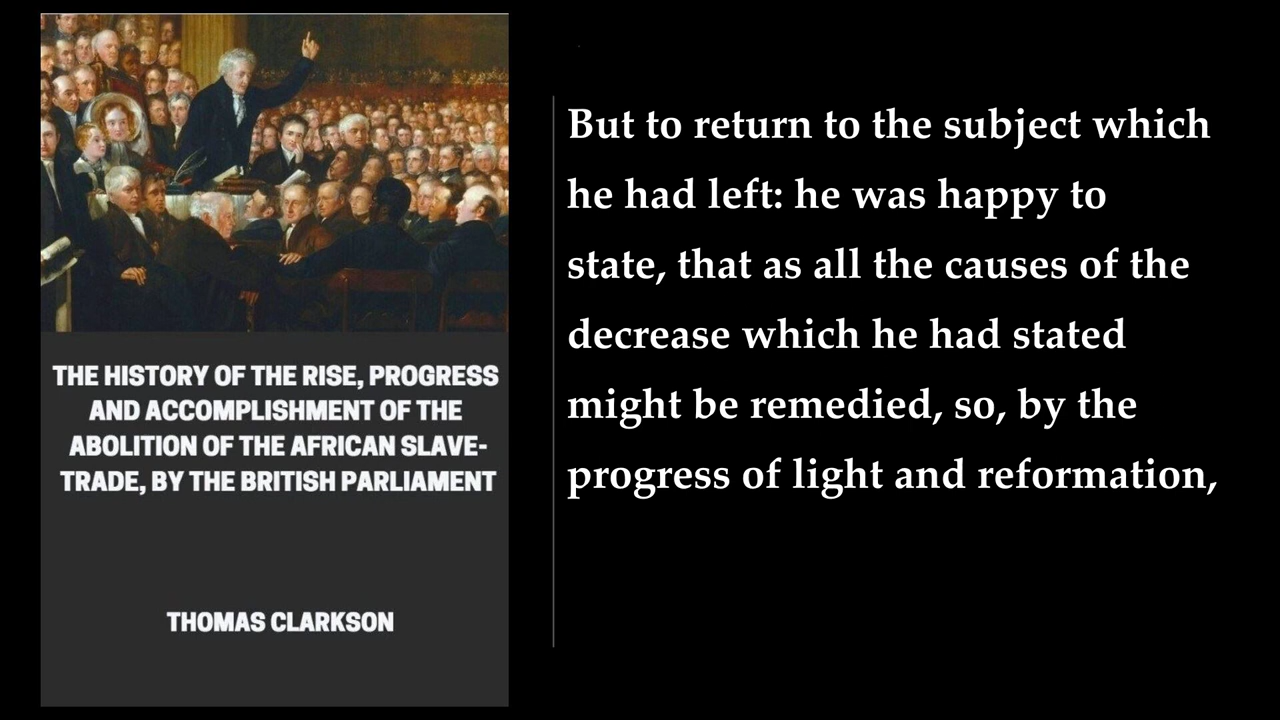 THE HISTORY OF THE RISE, PROGRESS
AND ACCOMPLISHMENT OF THE
ABOLITION OF THE AFRICAN SLAVE-
TRADE, BY THE BRITISH PARLIAMENT
THOMAS CLARKSON
But to return to the subject which
he had left: he was happy to
state, that as all the causes of the
decrease which he had stated
might be remedied, so, by the
progress of light and reformation,